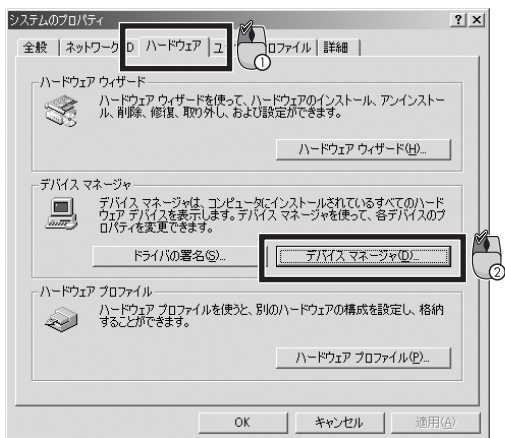 システムのプロパティ
全般 ネットワーク D ハードウェア ユ ロファイル 詳細
①
ハードウェア ウィザード
ハードウェア ウィザードを使って、ハードウェアのインストール、アンインストー
ル、削除、修復、取り外し、および設定ができます。
ハードウェア ウィザード(H)...
デバイス マネージャ
デバイス マネージャは、コンピュータにインストールされているすべてのハード
ウェア デバイスを表示します。デバイス マネージャを使って、各デバイスのプ
ロパティを変更できます。
ドライバの署名(S)... デバイス マネージャ(D)...
②
ハードウェア プロファイル
ハードウェア プロファイルを使うと、別のハードウェアの構成を設定し、格納
することができます。
ハードウェア プロファイル(P)...
OK キャンセル 適用(A)